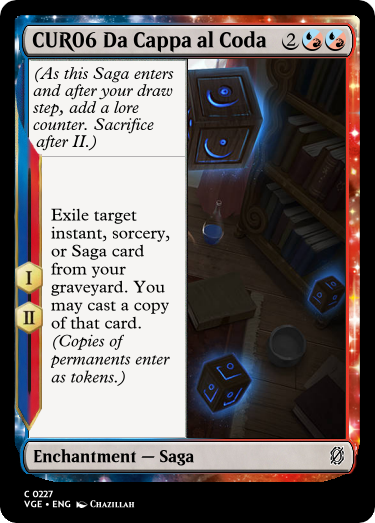 CUR06 Da Cappa al Coda 2
(As this Saga enters
and after your draw
step, add a lore
counter. Sacrifice
after II.)
I
II
Exile target
instant, sorcery,
or Saga card
from your
graveyard. You
may cast a copy
of that card.
(Copies of
permanents enter
as tokens.)
Enchantment — Saga
C 0227
VGE • ENG CHAZILLAH